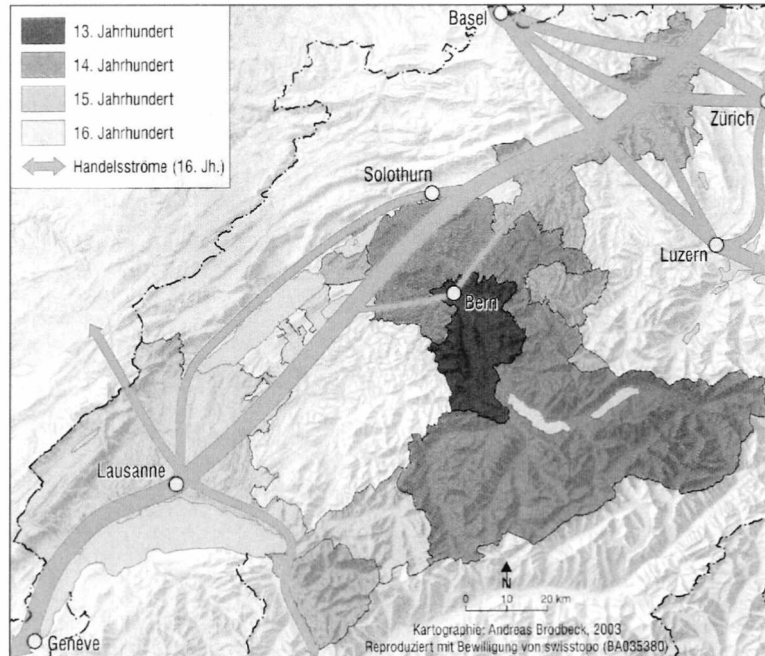 13. Jahrhundert
14. Jahrhundert
15. Jahrhundert
16. Jahrhundert
Handelsströme (16. Jh.)
Basel
Zürich
Solothurn
Luzern
Bern
Lausanne
Genève
N
0 10 20 km
Kartographie: Andreas Brodbeck, 2003
Reproduziert mit Bewilligung von swisstopo (BA035380)